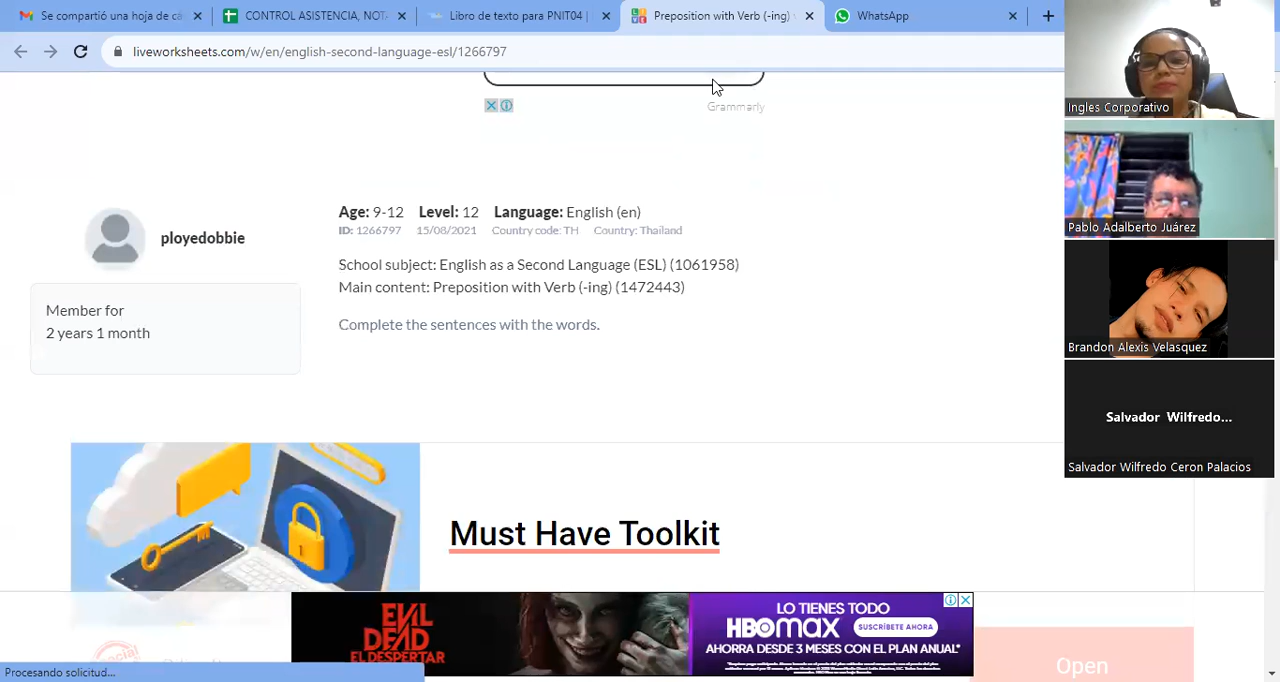 Se compartió una hoja de cá
CONTROL ASISTENCIA, NOTA
Libro de texto para PNIT04 |
Preposition with Verb (-ing)
WhatsApp
liveworksheets.com/w/en/english-second-language-esl/1266797
Grammarly
Ingles Corporativo
Pablo Adalberto Juárez
Brandon Alexis Velasquez
Salvador Wilfredo...
Salvador Wilfredo Ceron Palacios
ployedobbie
Member for
2 years 1 month
Age: 9-12 Level: 12 Language: English (en)
ID: 1266797 15/08/2021 Country code: TH Country: Thailand
School subject: English as a Second Language (ESL) (1061958)
Main content: Preposition with Verb (-ing) (1472443)
Complete the sentences with the words.
Must Have Toolkit
EVIL
DEAD
EL DESPERTAR
LO TIENES TODO
HBOmax
SUSCRÍBETE AHORA
AHORRA DESDE 3 MESES CON EL PLAN ANUAL*
Open
Procesando solicitud...